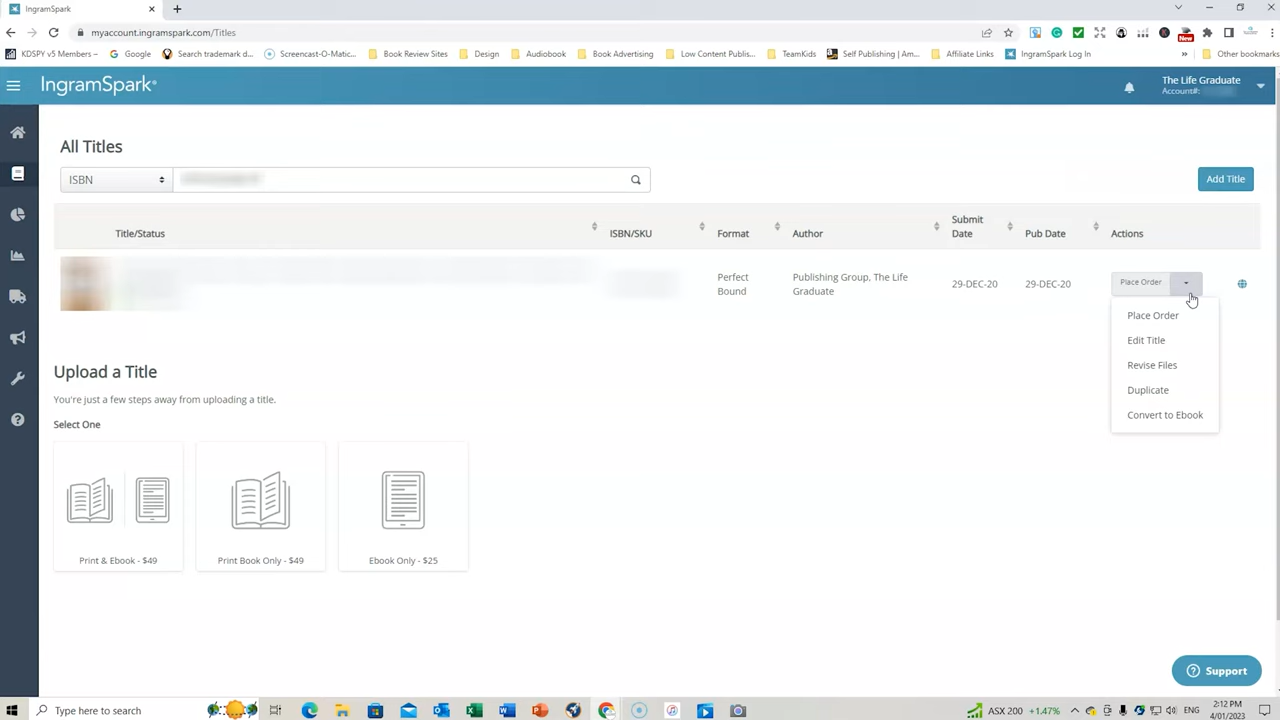 IngramSpark
myaccount.ingramspark.com/Titles
KDSPY v5 Members –
Google
Search trademark d...
Screencast-O-Matic...
Book Review Sites
Design
Audiobook
Book Advertising
Low Content Publis...
TeamKids
Self Publishing | Am...
Affiliate Links
IngramSpark Log In
»
Other bookmarks
New
IngramSpark®
The Life Graduate
Account#:
All Titles
ISBN
Add Title
Title/Status
ISBN/SKU
Format
Author
Submit
Date
Pub Date
Actions
Perfect
Bound
Publishing Group, The Life
Graduate
29-DEC-20
29-DEC-20
Place Order
Place Order
Edit Title
Revise Files
Duplicate
Convert to Ebook
Upload a Title
You're just a few steps away from uploading a title.
Select One
Print & Ebook - $49
Print Book Only - $49
Ebook Only - $25
Support
Type here to search
ASX 200 +1.47%
ENG
2:12 PM
4/01/2023